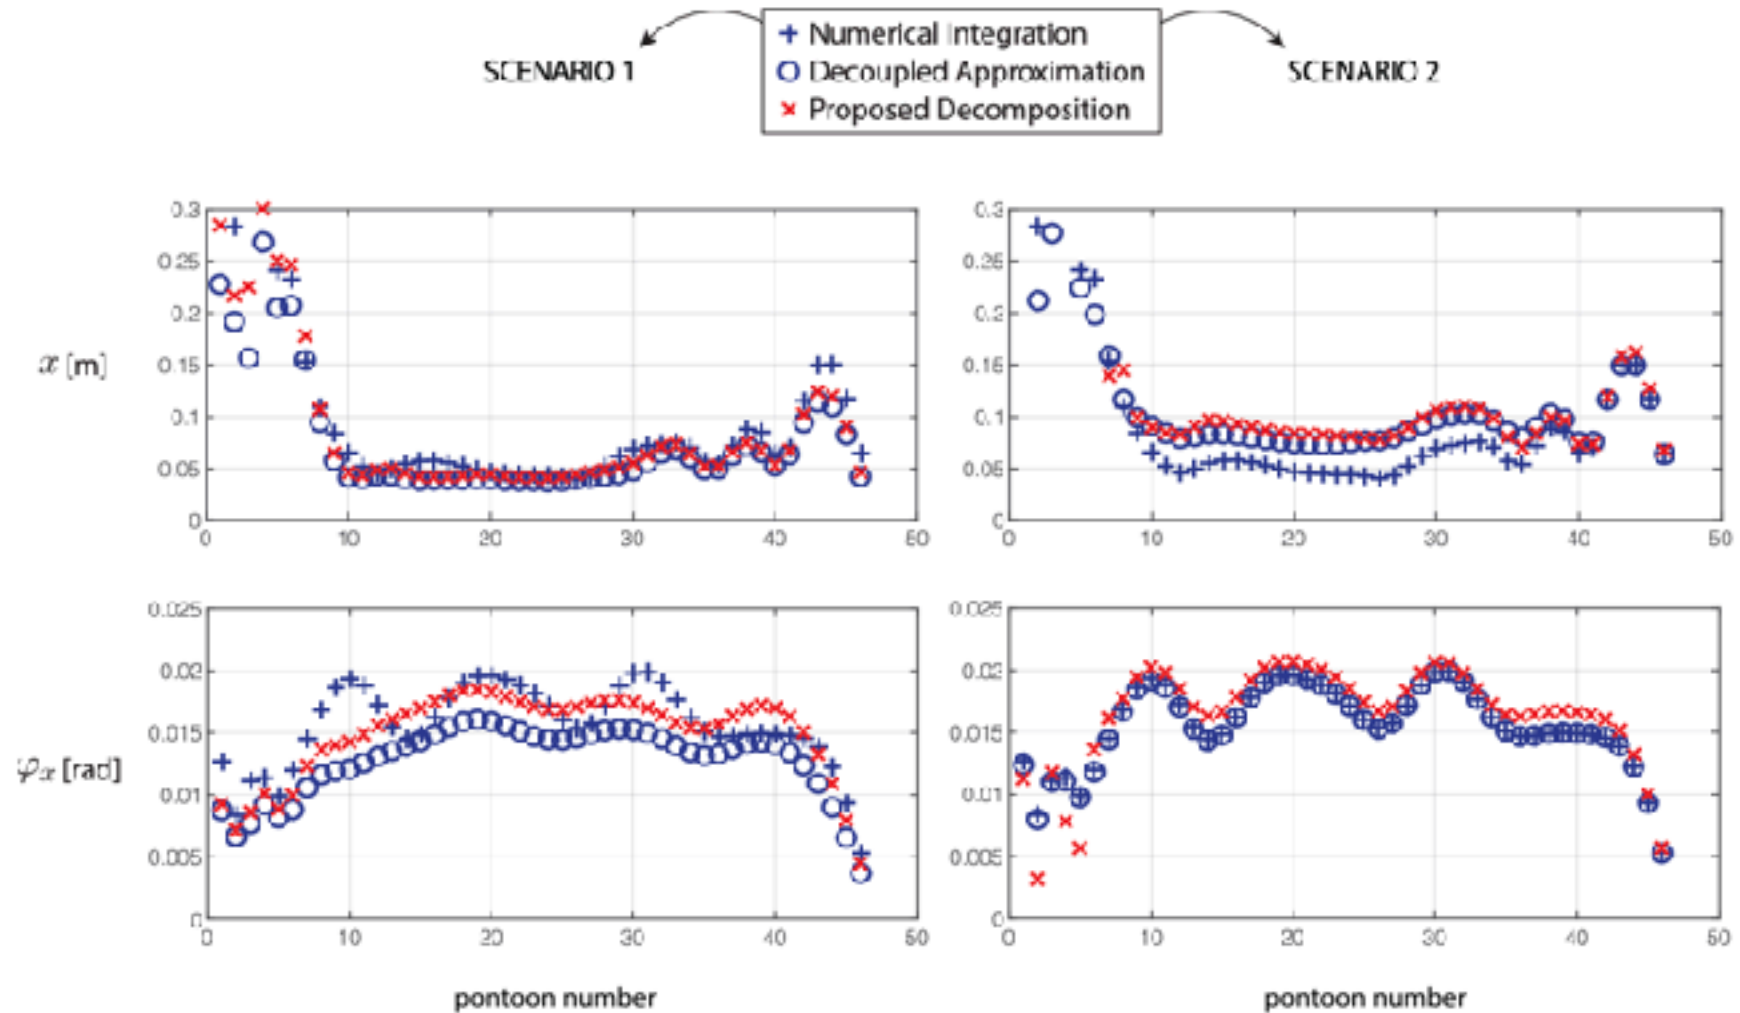 SCENARIO 1
+ Numerical Integration
○ Decoupled Approximation
× Proposed Decomposition
SCENARIO 2
x [m]
0.3
0.25
0.2
0.15
0.1
0.05
0
0 10 20 30 40 50
0.3
0.25
0.2
0.15
0.1
0.05
0
0 10 20 30 40 50
φx [rad]
0.025
0.02
0.015
0.01
0.005
0
0 10 20 30 40 50
0.025
0.02
0.015
0.01
0.005
0
0 10 20 30 40 50
pontoon number
pontoon number